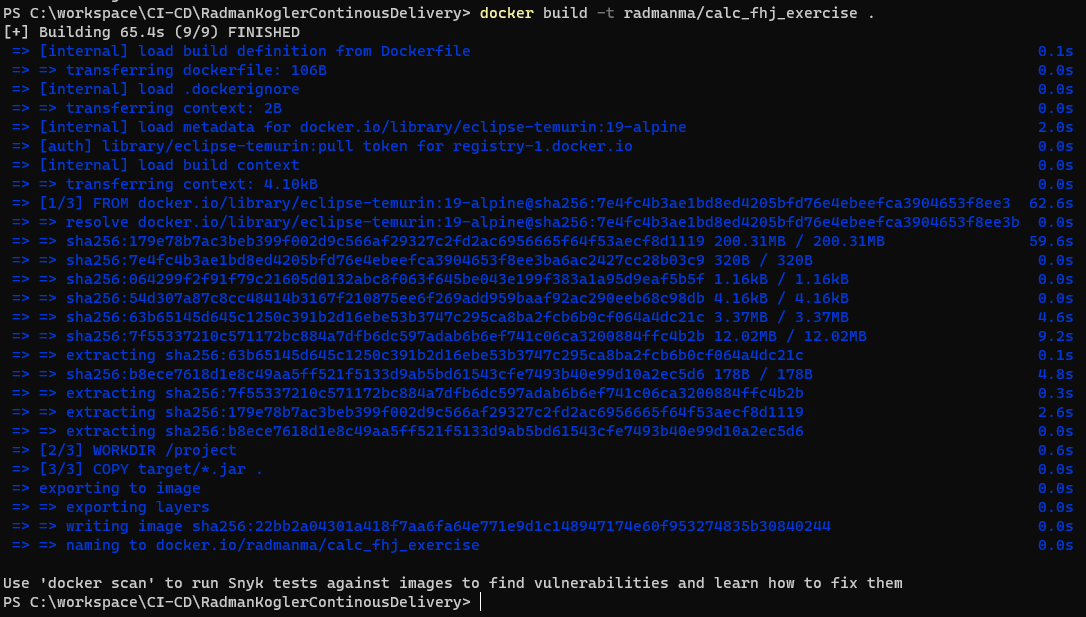 PS C:\workspace\CI-CD\RadmanKoglerContinousDelivery> docker build -t radmanma/calc_fhj_exercise .
[+] Building 65.4s (9/9) FINISHED
=> [internal] load build definition from Dockerfile 0.1s
=> => transferring dockerfile: 106B 0.0s
=> [internal] load .dockerignore 0.0s
=> => transferring context: 2B 0.0s
=> [internal] load metadata for docker.io/library/eclipse-temurin:19-alpine 2.0s
=> [auth] library/eclipse-temurin:pull token for registry-1.docker.io 0.0s
=> [internal] load build context 0.0s
=> => transferring context: 4.10kB 0.0s
=> [1/3] FROM docker.io/library/eclipse-temurin:19-alpine@sha256:7e4fc4b3ae1bd8ed4205bfd76e4ebeefca3904653f8ee3 62.6s
=> => resolve docker.io/library/eclipse-temurin:19-alpine@sha256:7e4fc4b3ae1bd8ed4205bfd76e4ebeefca3904653f8ee3b 0.0s
=> => sha256:179e78b7ac3beb399f002d9c566af29327c2fd2ac6956665f64f53aecf8d1119 200.31MB / 200.31MB 59.6s
=> => sha256:7e4fc4b3ae1bd8ed4205bfd76e4ebeefca3904653f8ee3ba6ac2427cc28b03c9 320B / 320B 0.0s
=> => sha256:064299f2f91f79c21605d0132abc8f063f645be043e199f383a1a95d9eaf5b5f 1.16kB / 1.16kB 0.0s
=> => sha256:54d307a87c8cc48414b3167f210875ee6f269add959baaf92ac290eeb68c98db 4.16kB / 4.16kB 0.0s
=> => sha256:63b65145d645c1250c391b2d16ebe53b3747c295ca8ba2fcb6b0cf064a4dc21c 3.37MB / 3.37MB 4.6s
=> => sha256:7f55337210c571172bc884a7dfb6dc597adab6b6ef741c06ca3200884ffc4b2b 12.02MB / 12.02MB 9.2s
=> => extracting sha256:63b65145d645c1250c391b2d16ebe53b3747c295ca8ba2fcb6b0cf064a4dc21c 0.1s
=> => sha256:b8ece7618d1e8c49aa5ff521f5133d9ab5bd61543cfe7493b40e99d10a2ec5d6 178B / 178B 4.8s
=> => extracting sha256:7f55337210c571172bc884a7dfb6dc597adab6b6ef741c06ca3200884ffc4b2b 0.3s
=> => extracting sha256:179e78b7ac3beb399f002d9c566af29327c2fd2ac6956665f64f53aecf8d1119 2.6s
=> => extracting sha256:b8ece7618d1e8c49aa5ff521f5133d9ab5bd61543cfe7493b40e99d10a2ec5d6 0.0s
=> [2/3] WORKDIR /project 0.6s
=> [3/3] COPY target/*.jar . 0.0s
=> exporting to image 0.0s
=> => exporting layers 0.0s
=> => writing image sha256:22bb2a04301a418f7aa6fa64e771e9d1c148947174e60f953274835b30840244 0.0s
=> => naming to docker.io/radmanma/calc_fhj_exercise 0.0s
Use 'docker scan' to run Snyk tests against images to find vulnerabilities and learn how to fix them
PS C:\workspace\CI-CD\RadmanKoglerContinousDelivery>